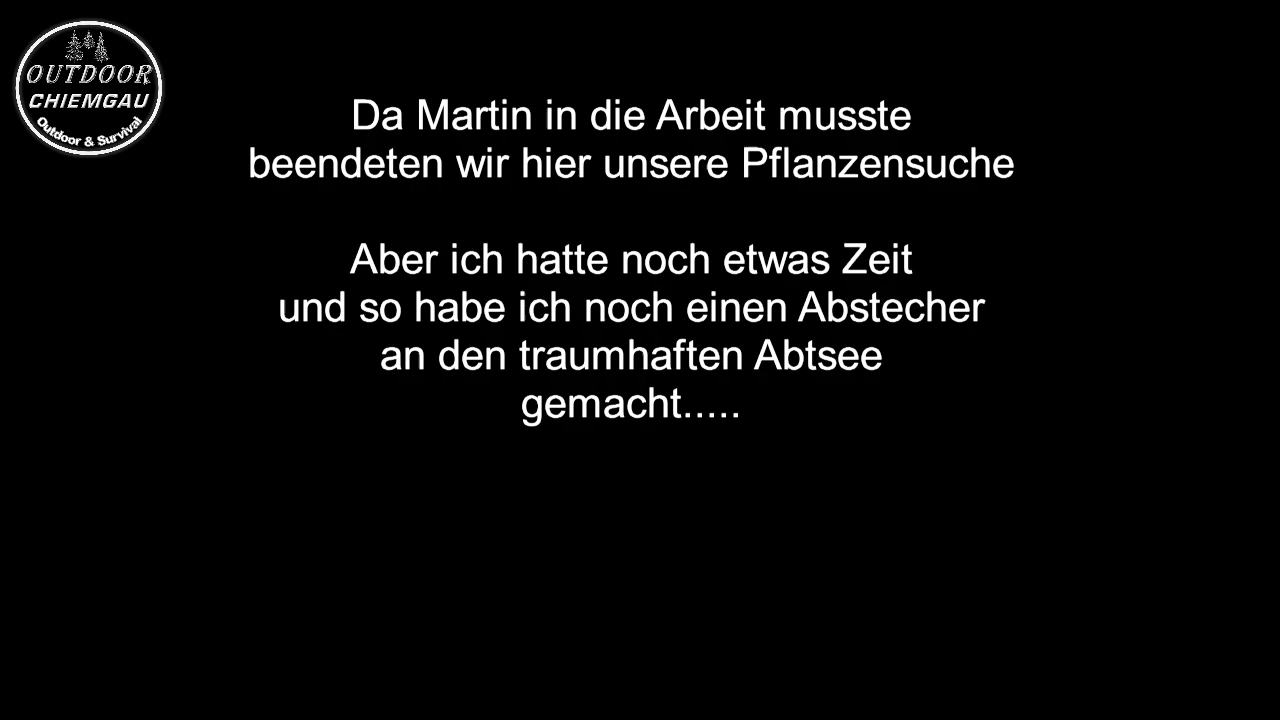 OUTDOOR
CHIEMGAU
Outdoor & Survival
Da Martin in die Arbeit musste
beendeten wir hier unsere Pflanzensuche
Aber ich hatte noch etwas Zeit
und so habe ich noch einen Abstecher
an den traumhaften Abtsee
gemacht.....